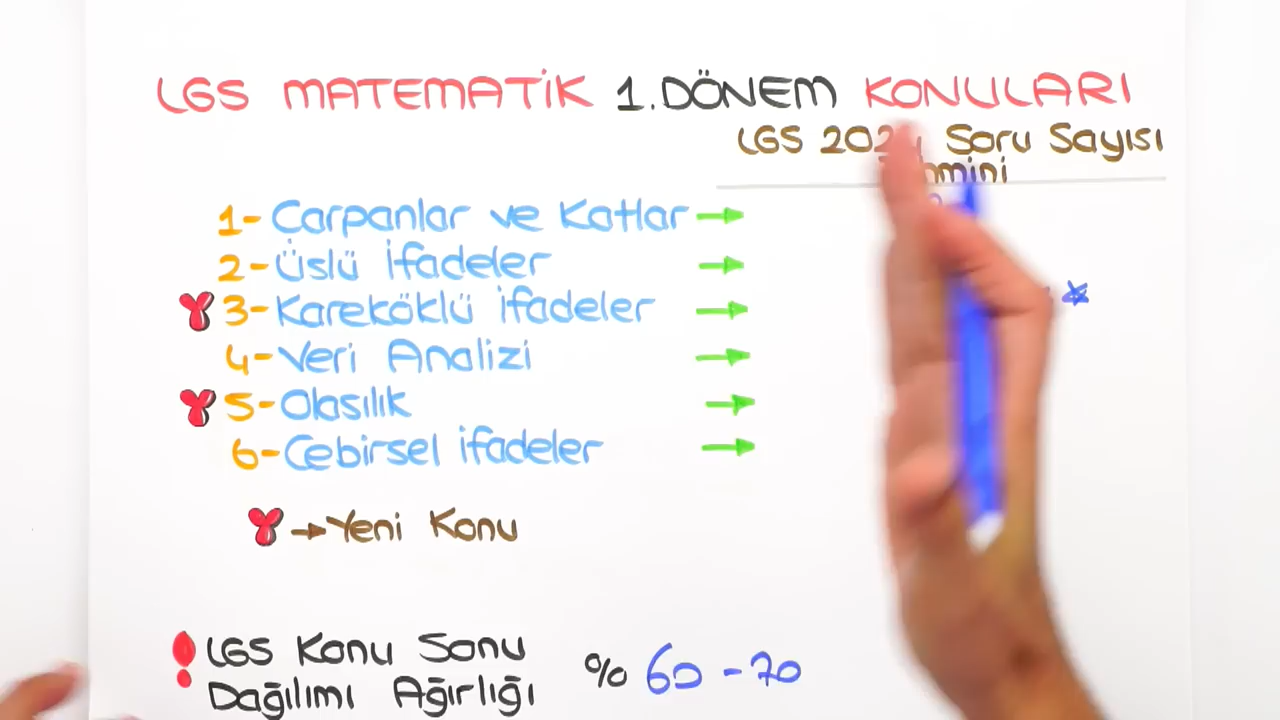 LGS MATEMATİK 1.DÖNEM KONULARI
LGS Soru Sayısı
1- Çarpanlar ve Katlar →
2- Üslü İfadeler →
3- Kareköklü İfadeler →
4- Veri Analizi →
5- Olasılık →
6- Cebirsel İfadeler →
→ Yeni Konu
LGS Konu Sonu
Dağılımı Ağırlığı
% 60 - 70